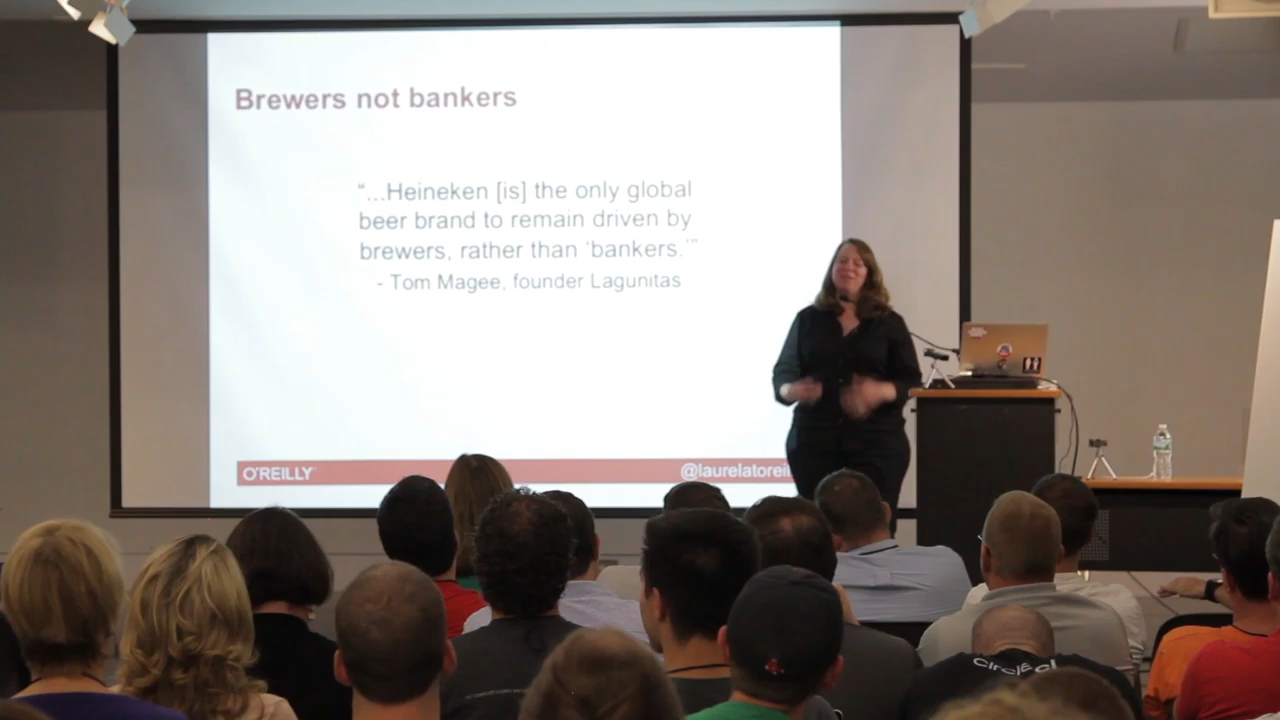 Brewers not bankers
“...Heineken [is] the only global
beer brand to remain driven by
brewers, rather than ‘bankers.’”
- Tom Magee, founder Lagunitas
O'REILLY
@laurelatorei